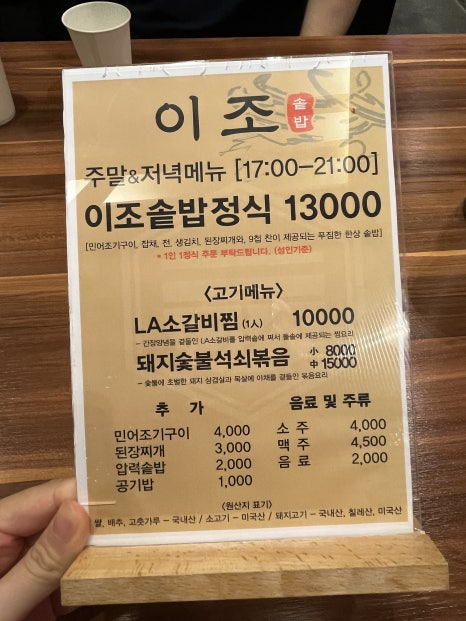 이조 솥밥
주말&저녁메뉴 [17:00-21:00]
이조솥밥정식 13000
[민어조기구이, 잡채, 전, 생김치, 된장찌개와, 9첩 찬이 제공되는 푸짐한 한상 솥밥]
* 1인 1정식 주문 부탁드립니다. (성인기준)
<고기메뉴>
LA소갈비찜 (1人) 10000
- 간장양념을 곁들인 LA소갈비를 압력솥에 쪄서 돌솥에 제공되는 찜요리
돼지숯불석쇠볶음 小 8000
中 15000
- 숯불에 초벌한 돼지 삼겹살과 목살에 야채를 곁들인 볶음요리
추 가
민어조기구이 4,000
된장찌개 3,000
압력솥밥 2,000
공기밥 1,000
음료 및 주류
소 주 4,000
맥 주 4,500
음 료 2,000
<원산지 표기>
쌀, 배추, 고춧가루 - 국내산 / 소고기 - 미국산 / 돼지고기 - 국내산, 칠레산, 미국산